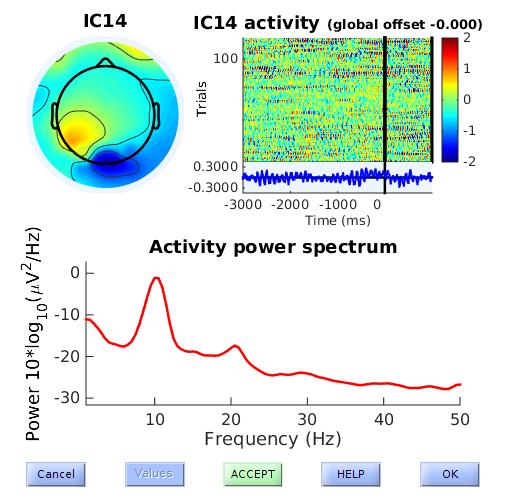 IC14
IC14 activity (global offset -0.000)
Trials
100
2
1
0
-1
-2
0.3000
-0.3000
-3000 -2000 -1000 0
Time (ms)
Activity power spectrum
Power 10*log10(μV2/Hz)
0
-10
-20
-30
10 20 30 40 50
Frequency (Hz)
Cancel Values ACCEPT HELP OK